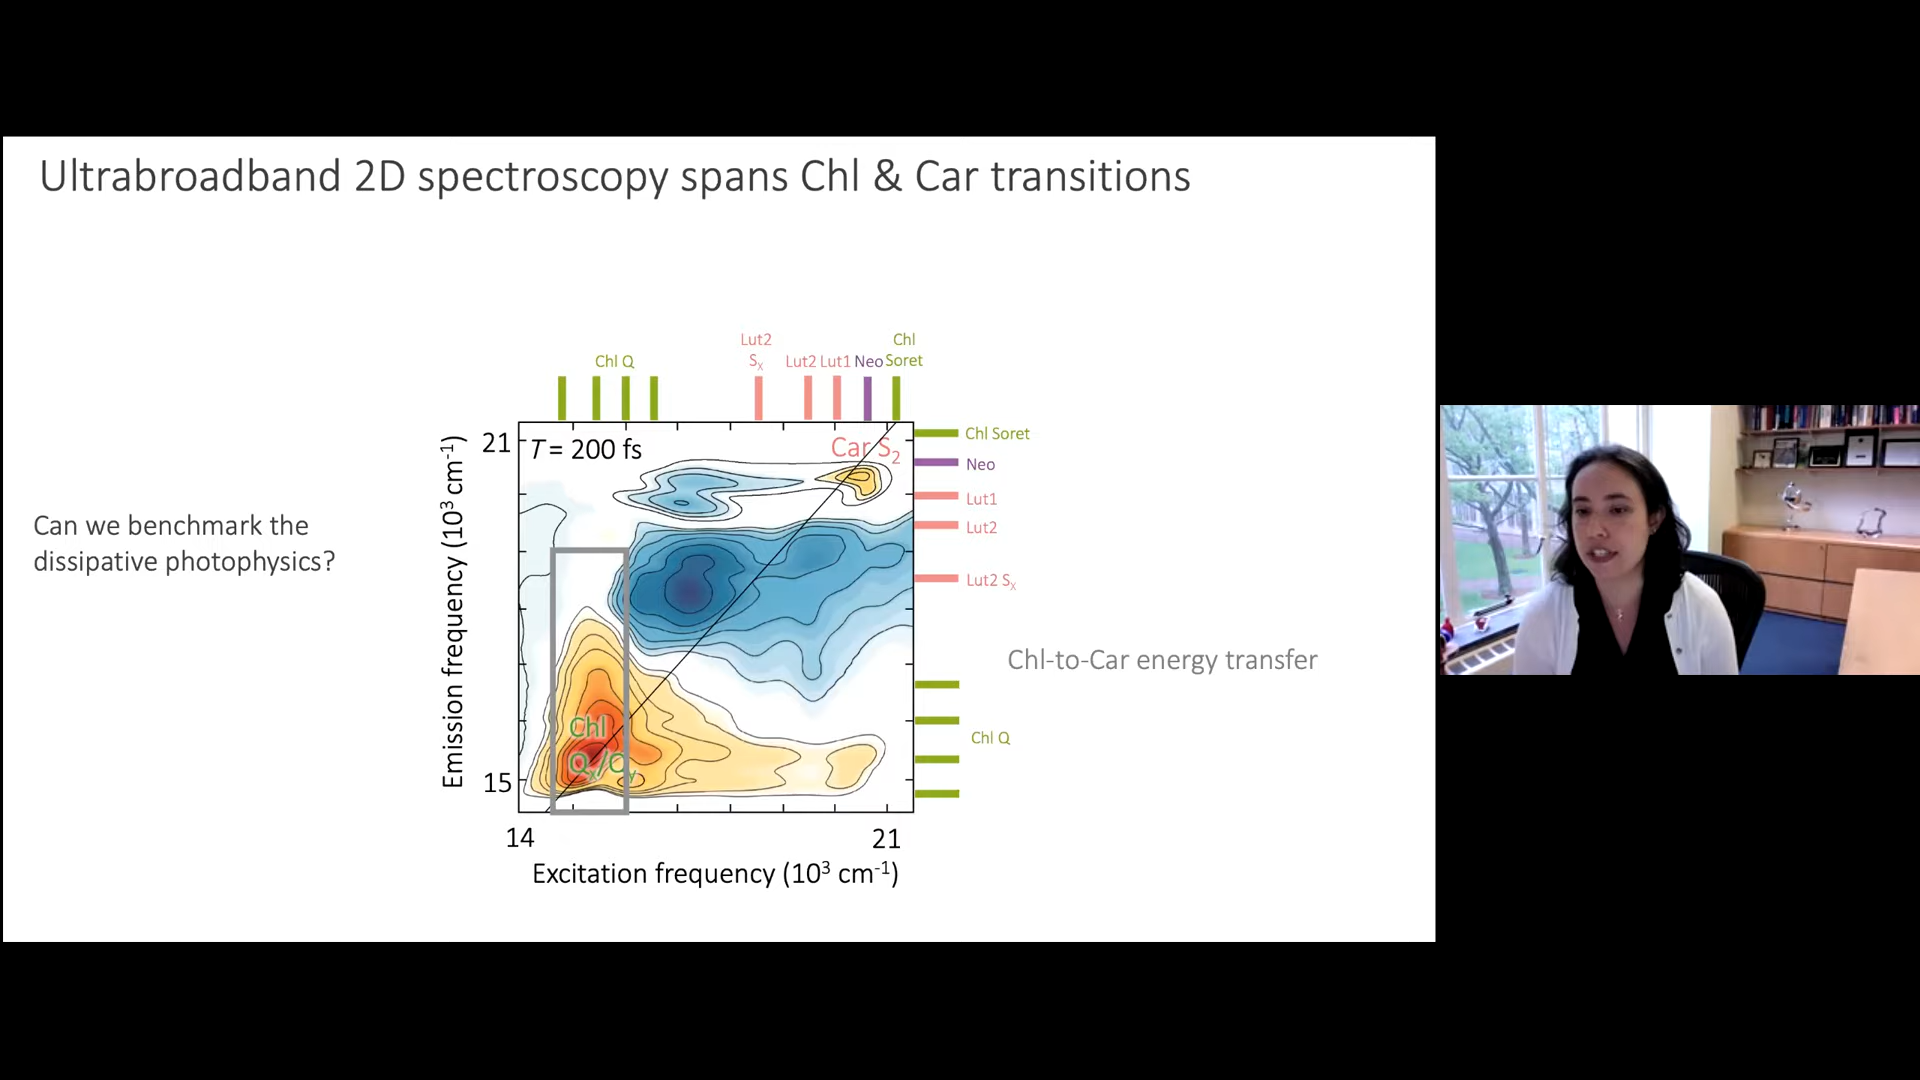 Ultrabroadband 2D spectroscopy spans Chl & Car transitions
Can we benchmark the
dissipative photophysics?
Chl Q
Lut2
Sₓ
Lut2 Lut1 Neo
Chl
Soret
T = 200 fs
Car S₂
Chl
Qₓ/Qᵧ
21
15
Emission frequency (10³ cm⁻¹)
14
21
Excitation frequency (10³ cm⁻¹)
Chl Soret
Neo
Lut1
Lut2
Lut2 Sₓ
Chl-to-Car energy transfer
Chl Q